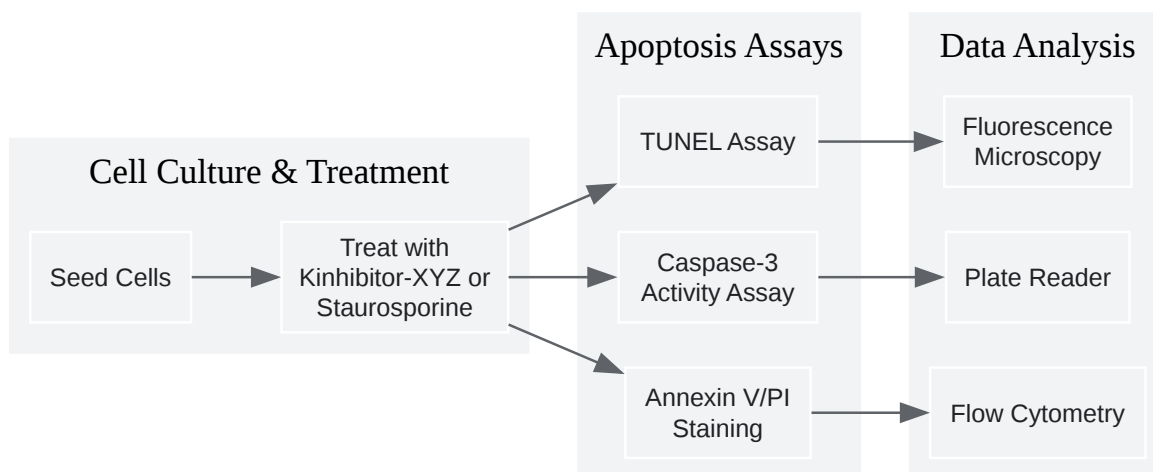 Cell Culture & Treatment
Seed Cells
Treat with
Kinhibitor-XYZ or
Staurosporine
Apoptosis Assays
TUNEL Assay
Caspase-3
Activity Assay
Annexin V/PI
Staining
Data Analysis
Fluorescence
Microscopy
Plate Reader
Flow Cytometry